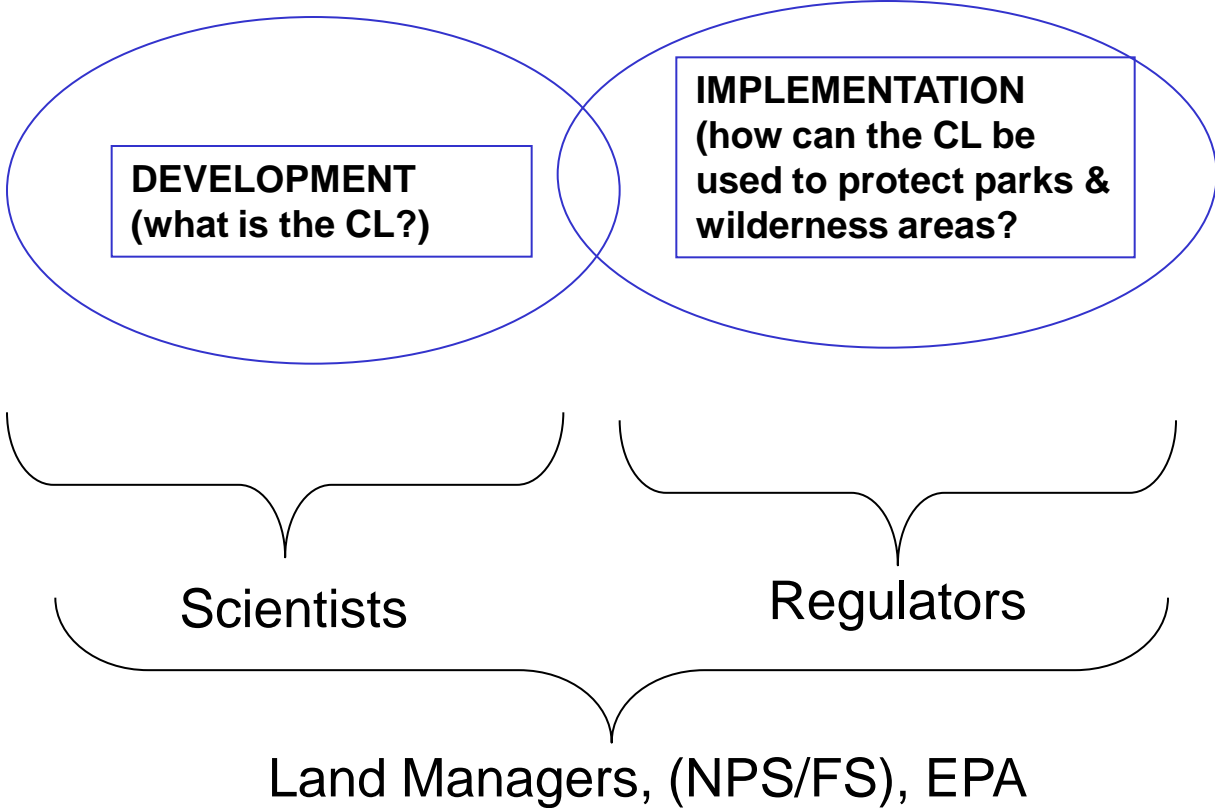 DEVELOPMENT
(what is the CL?)
IMPLEMENTATION
(how can the CL be
used to protect parks &
wilderness areas?
Scientists
Regulators
Land Managers, (NPS/FS), EPA